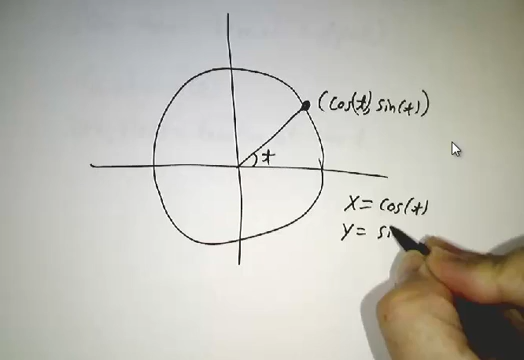 (cos(t), sin(t))
t
x = cos(t)
y = si